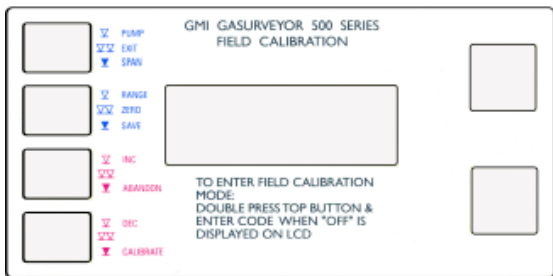 GMI GASURVEYOR 500 SERIES
FIELD CALIBRATION
PUMP
EXIT
SPAN
RANGE
ZERO
SAVE
INC
ABANDON
DEC
CALIBRATE
TO ENTER FIELD CALIBRATION
MODE:
DOUBLE PRESS TOP BUTTON &
ENTER CODE WHEN "OFF" IS
DISPLAYED ON LCD